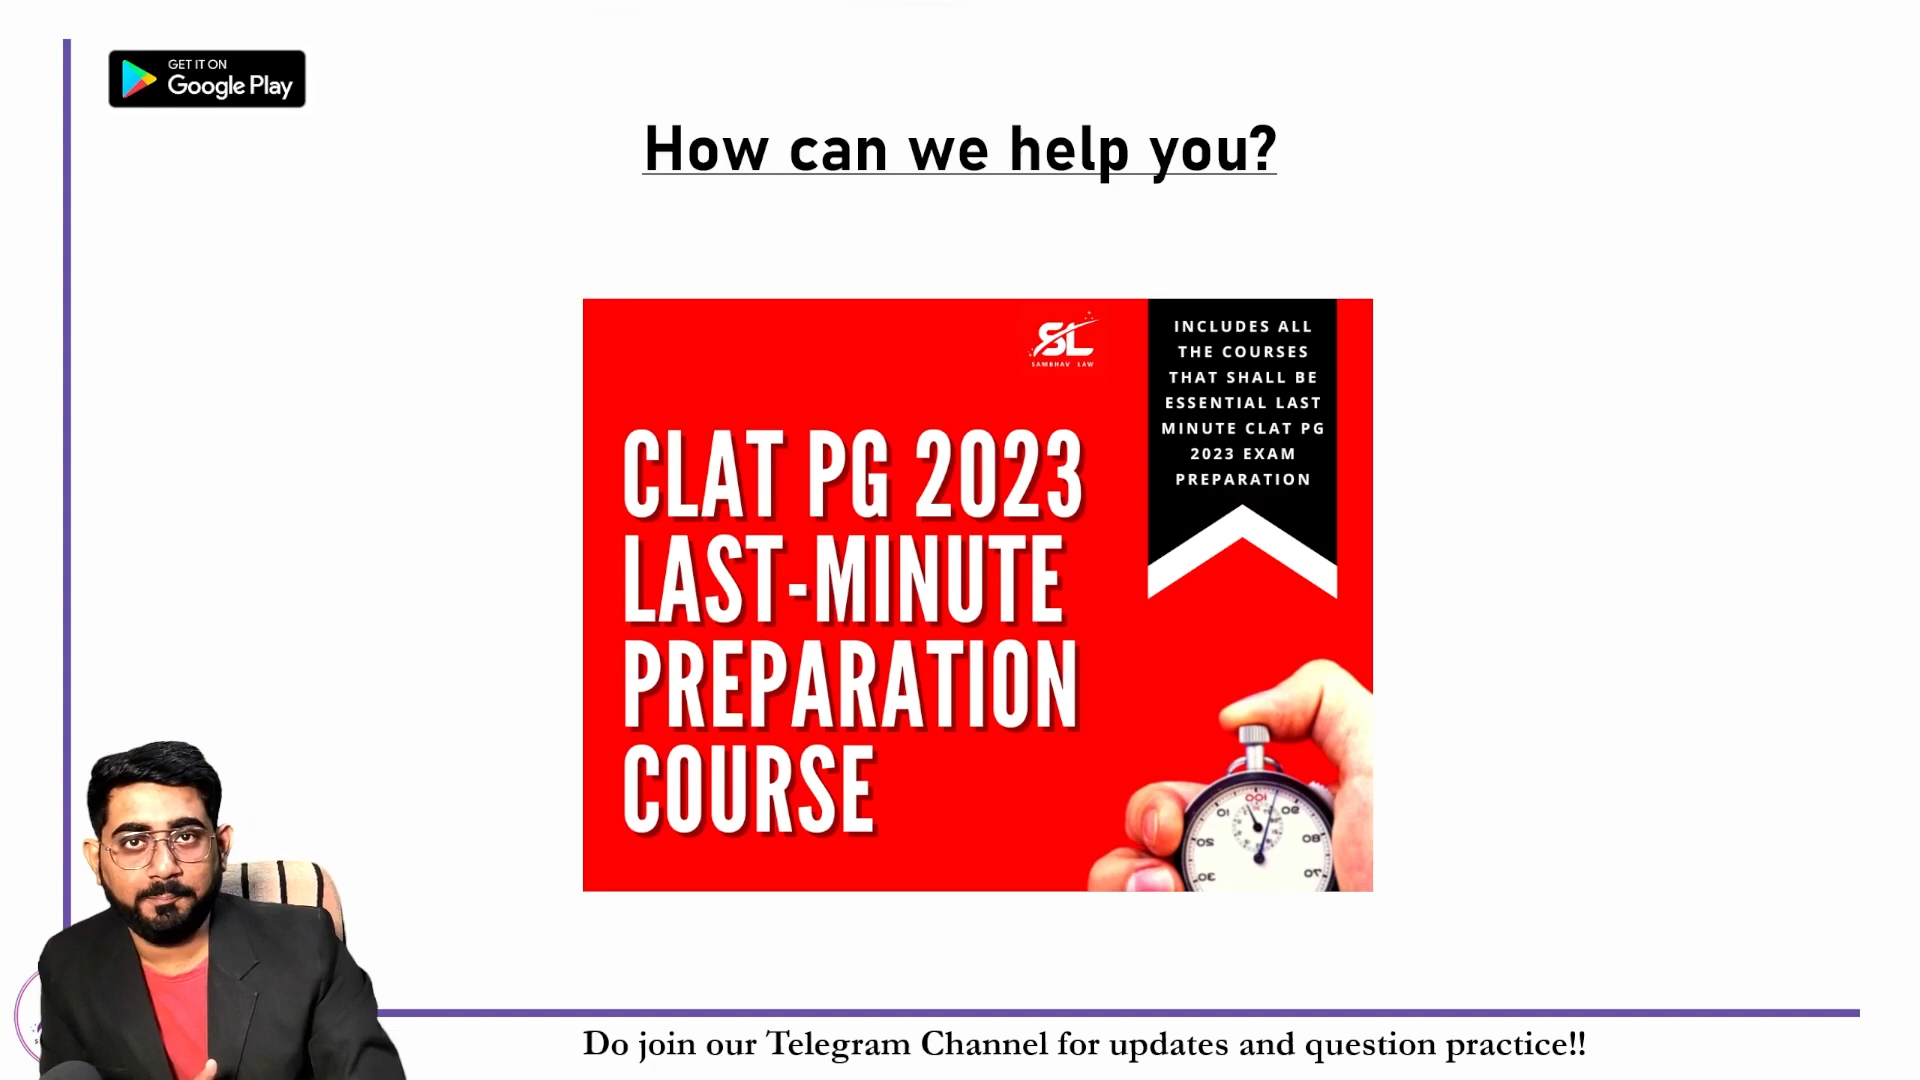 GET IT ON
Google Play
How can we help you?
SL
SAMBHAV LAW
INCLUDES ALL
THE COURSES
THAT SHALL BE
ESSENTIAL LAST
MINUTE CLAT PG
2023 EXAM
PREPARATION
CLAT PG 2023
LAST-MINUTE
PREPARATION
COURSE
Do join our Telegram Channel for updates and question practice!!